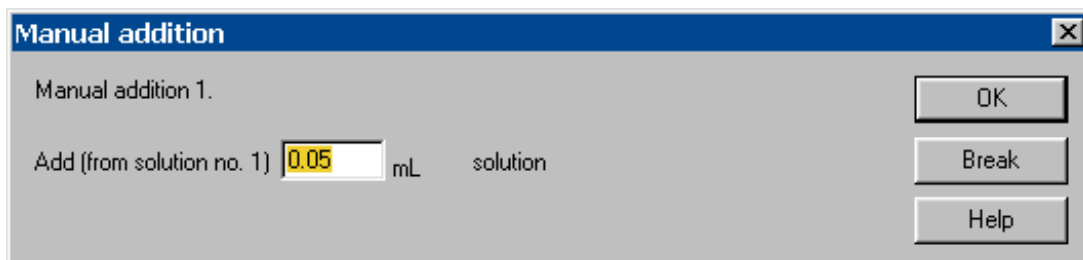 Manual addition
Manual addition 1.
OK
Add (from solution no. 1) 0.05 mL solution
Break
Help